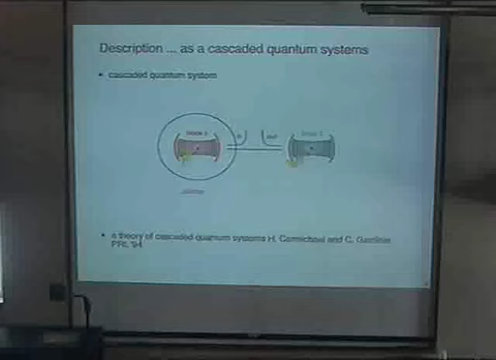 Description ... as a cascaded quantum systems
• cascaded quantum system
• a theory of cascaded quantum systems H. Carmichael and C. Gardiner
PRL '94